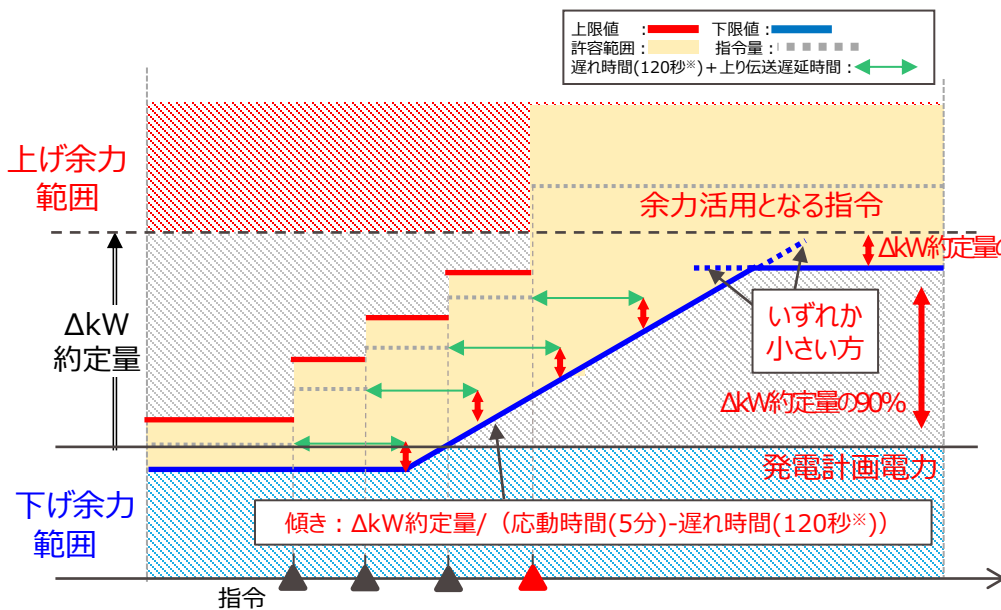 上限値 : 下限値 :
許容範囲 : 指令量 :
遅れ時間(120秒※)+上り伝送遅延時間 :
上げ余力
範囲
余力活用となる指令
ΔkW約定量の
ΔkW
約定量
いずれか
小さい方
ΔkW約定量の90%
発電計画電力
下げ余力
範囲
傾き:ΔkW約定量/(応動時間(5分)-遅れ時間(120秒※))
指令